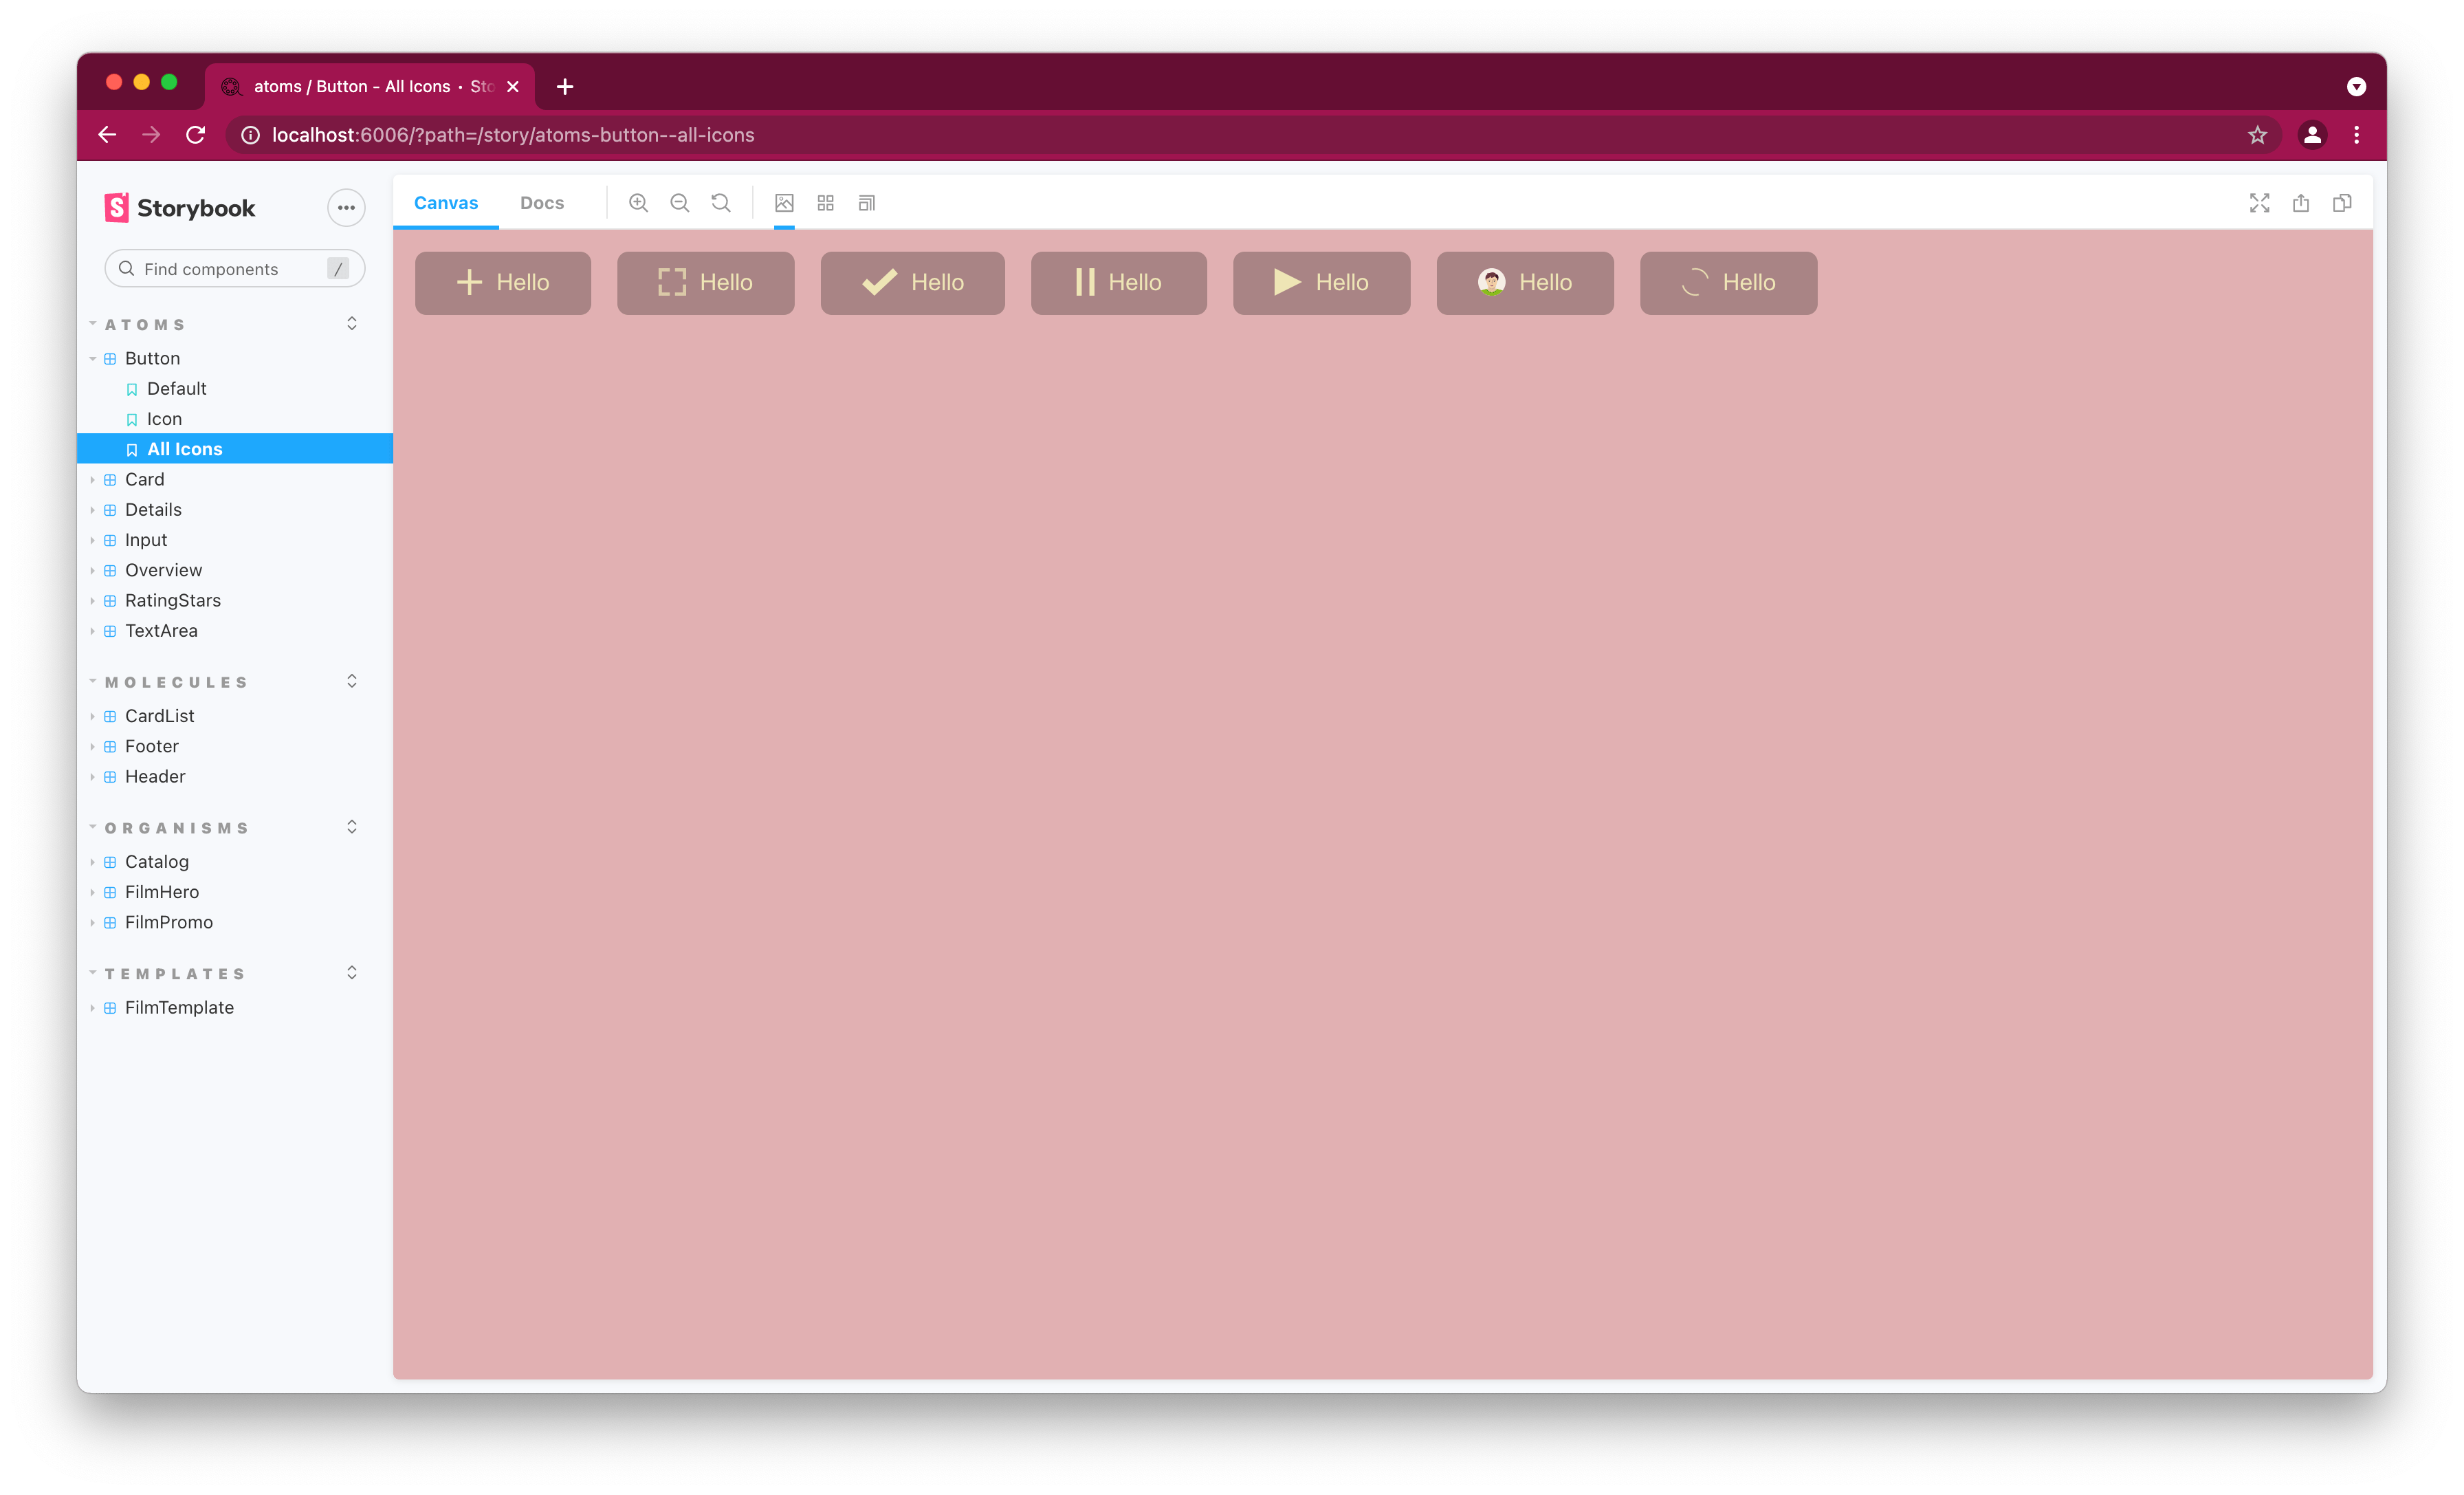 atoms / Button - All Icons • Sto
localhost:6006/?path=/story/atoms-button--all-icons
S Storybook
Canvas Docs
Find components /
Hello Hello Hello Hello Hello Hello Hello
ATOMS
Button
Default
Icon
All Icons
Card
Details
Input
Overview
RatingStars
TextArea
MOLECULES
CardList
Footer
Header
ORGANISMS
Catalog
FilmHero
FilmPromo
TEMPLATES
FilmTemplate